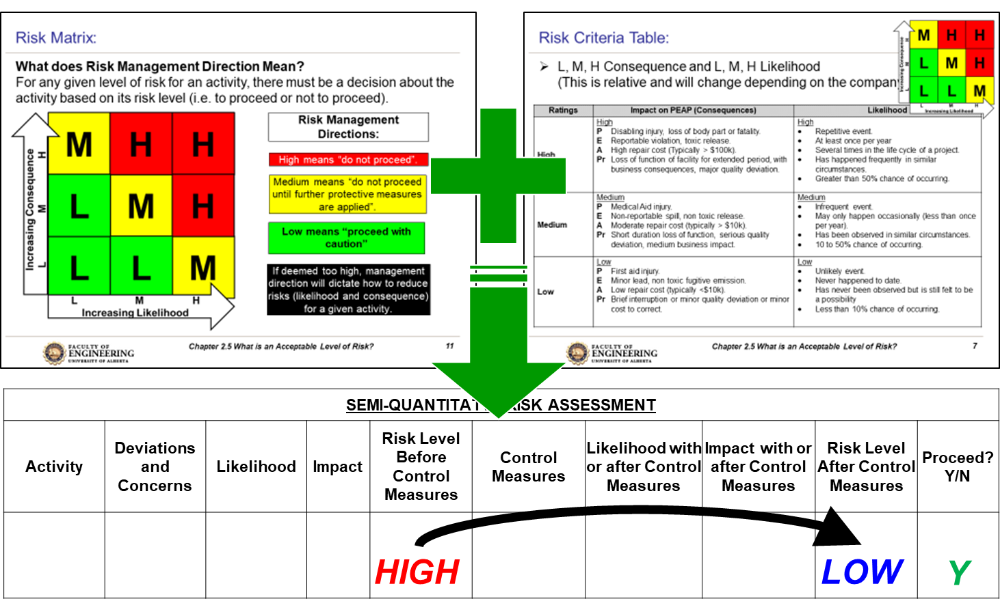 Risk Matrix:
What does Risk Management Direction Mean?
For any given level of risk for an activity, there must be a decision about the
activity based on its risk level (i.e. to proceed or not to proceed).
Increasing Consequence
H
M
L
M H H
L M H
L L M
L M H
Increasing Likelihood
Risk Management
Directions:
High means “do not proceed”.
Medium means “do not proceed
until further protective measures
are applied”.
Low means “proceed with
caution”
If deemed too high, management
direction will dictate how to reduce
risks (likelihood and consequence)
for a given activity.
FACULTY OF
ENGINEERING
UNIVERSITY OF ALBERTA
Chapter 2.5 What is an Acceptable Level of Risk?
11
Risk Criteria Table:
➢ L, M, H Consequence and L, M, H Likelihood
(This is relative and will change depending on the company
Increasing Consequence
H
M
L
M H H
L M H
L L M
L M H
Increasing Likelihood
Ratings
Impact on PEAP (Consequences)
Likelihood
High
High
P Disabling injury, loss of body part or fatality.
E Reportable violation, toxic release.
A High repair cost (Typically > $100k).
Pr Loss of function of facility for extended period, with
business consequences, major quality deviation.
High
• Repetitive event.
• At least once per year
• Several times in the life cycle of a project.
• Has happened frequently in similar
circumstances.
• Greater than 50% chance of occurring.
Medium
Medium
P Medical Aid injury.
E Non-reportable spill, non toxic release.
A Moderate repair cost (typically > $10k).
Pr Short duration loss of function, serious quality
deviation, medium business impact.
Medium
• Infrequent event.
• May only happen occasionally (less than once
per year).
• Has been observed in similar circumstances.
• 10 to 50% chance of occurring.
Low
Low
P First aid injury.
E Minor lead, non toxic fugitive emission.
A Low repair cost (typically <$10k).
Pr Brief interruption or minor quality deviation or minor
cost to correct.
Low
• Unlikely event.
• Never happened to date.
• Has never been observed but is still felt to be
a possibility
• Less than 10% chance of occurring.
FACULTY OF
ENGINEERING
UNIVERSITY OF ALBERTA
Chapter 2.5 What is an Acceptable Level of Risk?
7
SEMI-QUANTITAT RISK ASSESSMENT
Activity
Deviations
and
Concerns
Likelihood
Impact
Risk Level
Before
Control
Measures
Control
Measures
Likelihood with
or after Control
Measures
Impact with or
after Control
Measures
Risk Level
After Control
Measures
Proceed?
Y/N
HIGH
LOW
Y